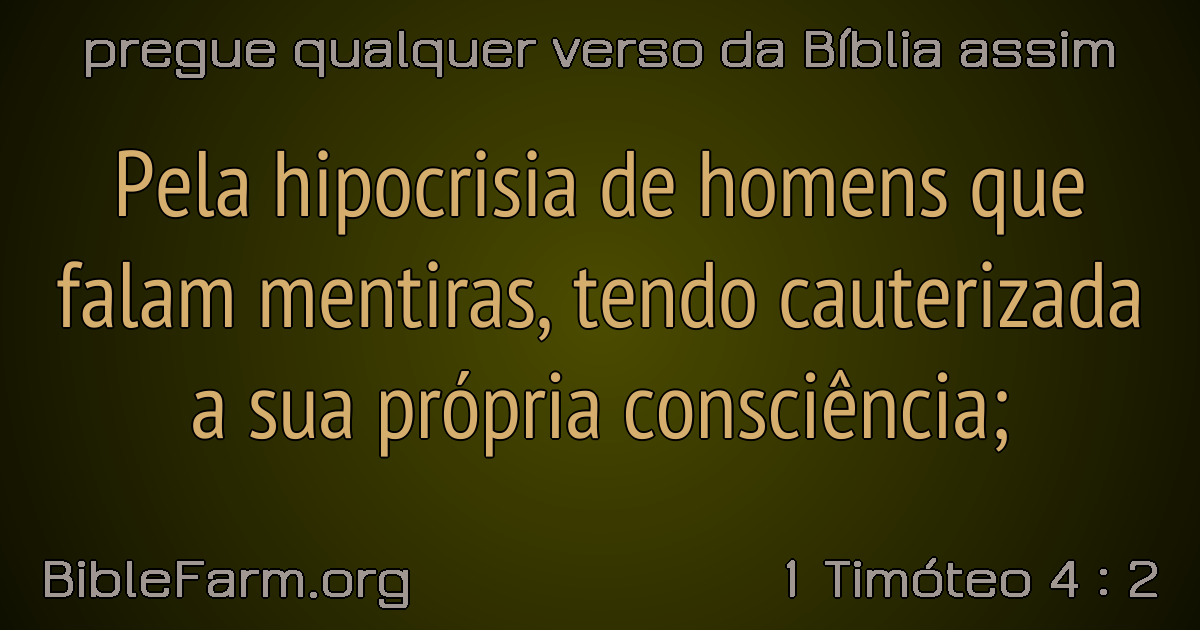 pregue qualquer verso da Bíblia assim
Pela hipocrisia de homens que
falam mentiras, tendo cauterizada
a sua própria consciência;
BibleFarm.org
1 Timóteo 4 : 2